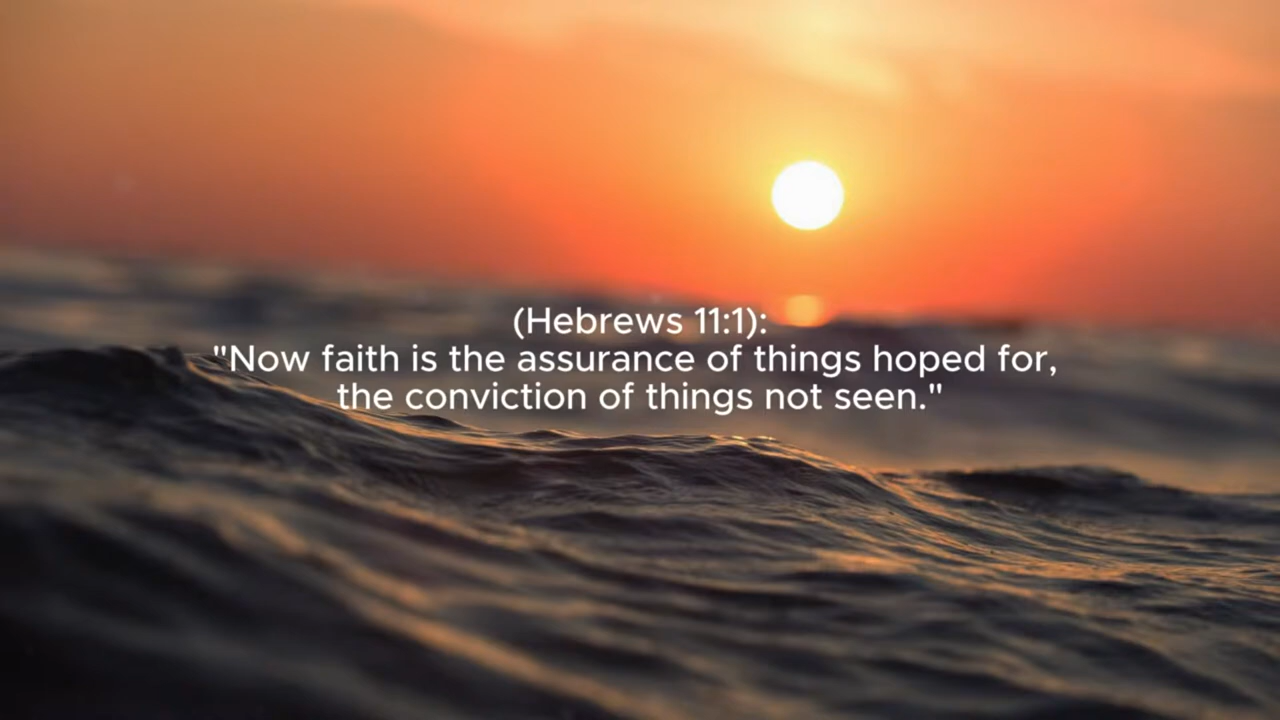 (Hebrews 11:1):
"Now faith is the assurance of things hoped for,
the conviction of things not seen."